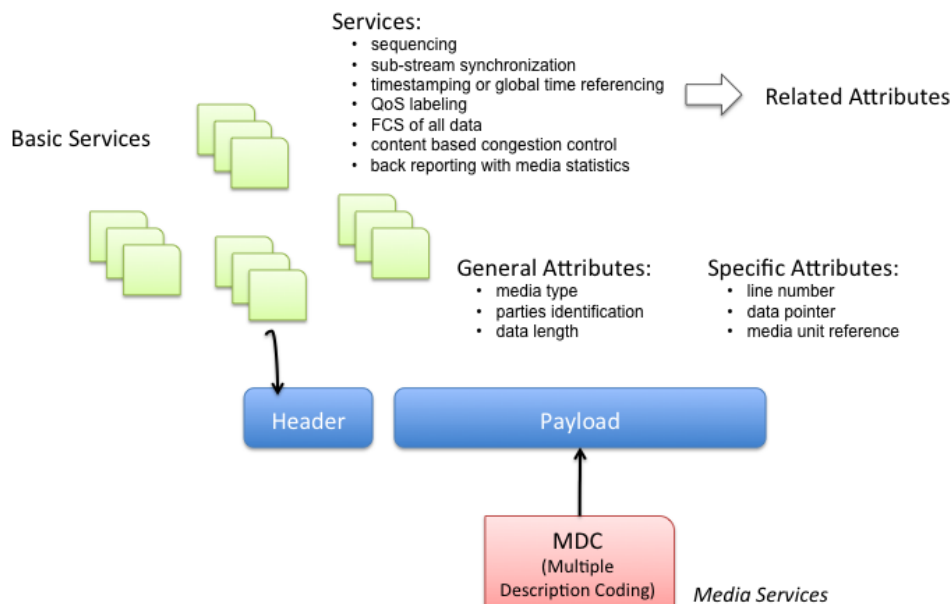 Services:
• sequencing
• sub-stream synchronization
• timestamping or global time referencing
• QoS labeling
• FCS of all data
• content based congestion control
• back reporting with media statistics
Related Attributes
Basic Services
General Attributes:
• media type
• parties identification
• data length
Specific Attributes:
• line number
• data pointer
• media unit reference
Header
Payload
MDC
(Multiple
Description Coding)
Media Services